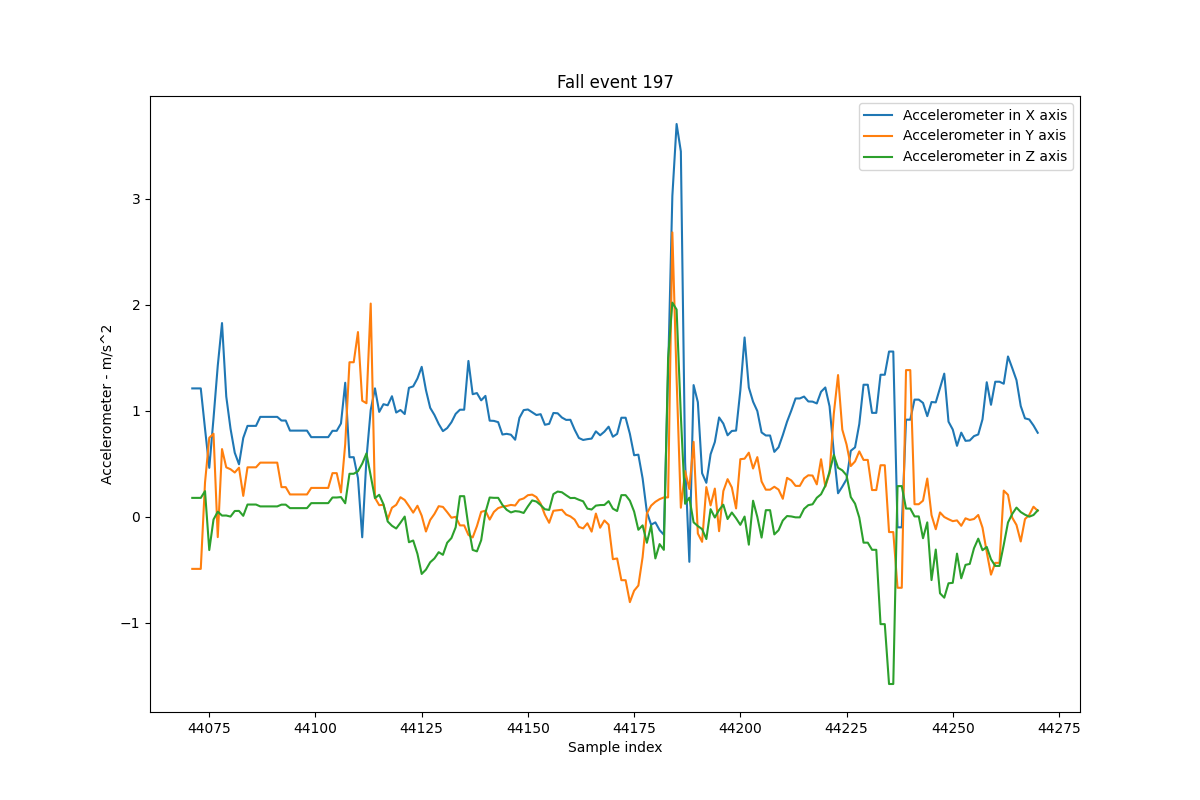 Fall event 197
Accelerometer in X axis
Accelerometer in Y axis
Accelerometer in Z axis
Accelerometer - m/s^2
3
2
1
0
−1
44075 44100 44125 44150 44175 44200 44225 44250 44275
Sample index